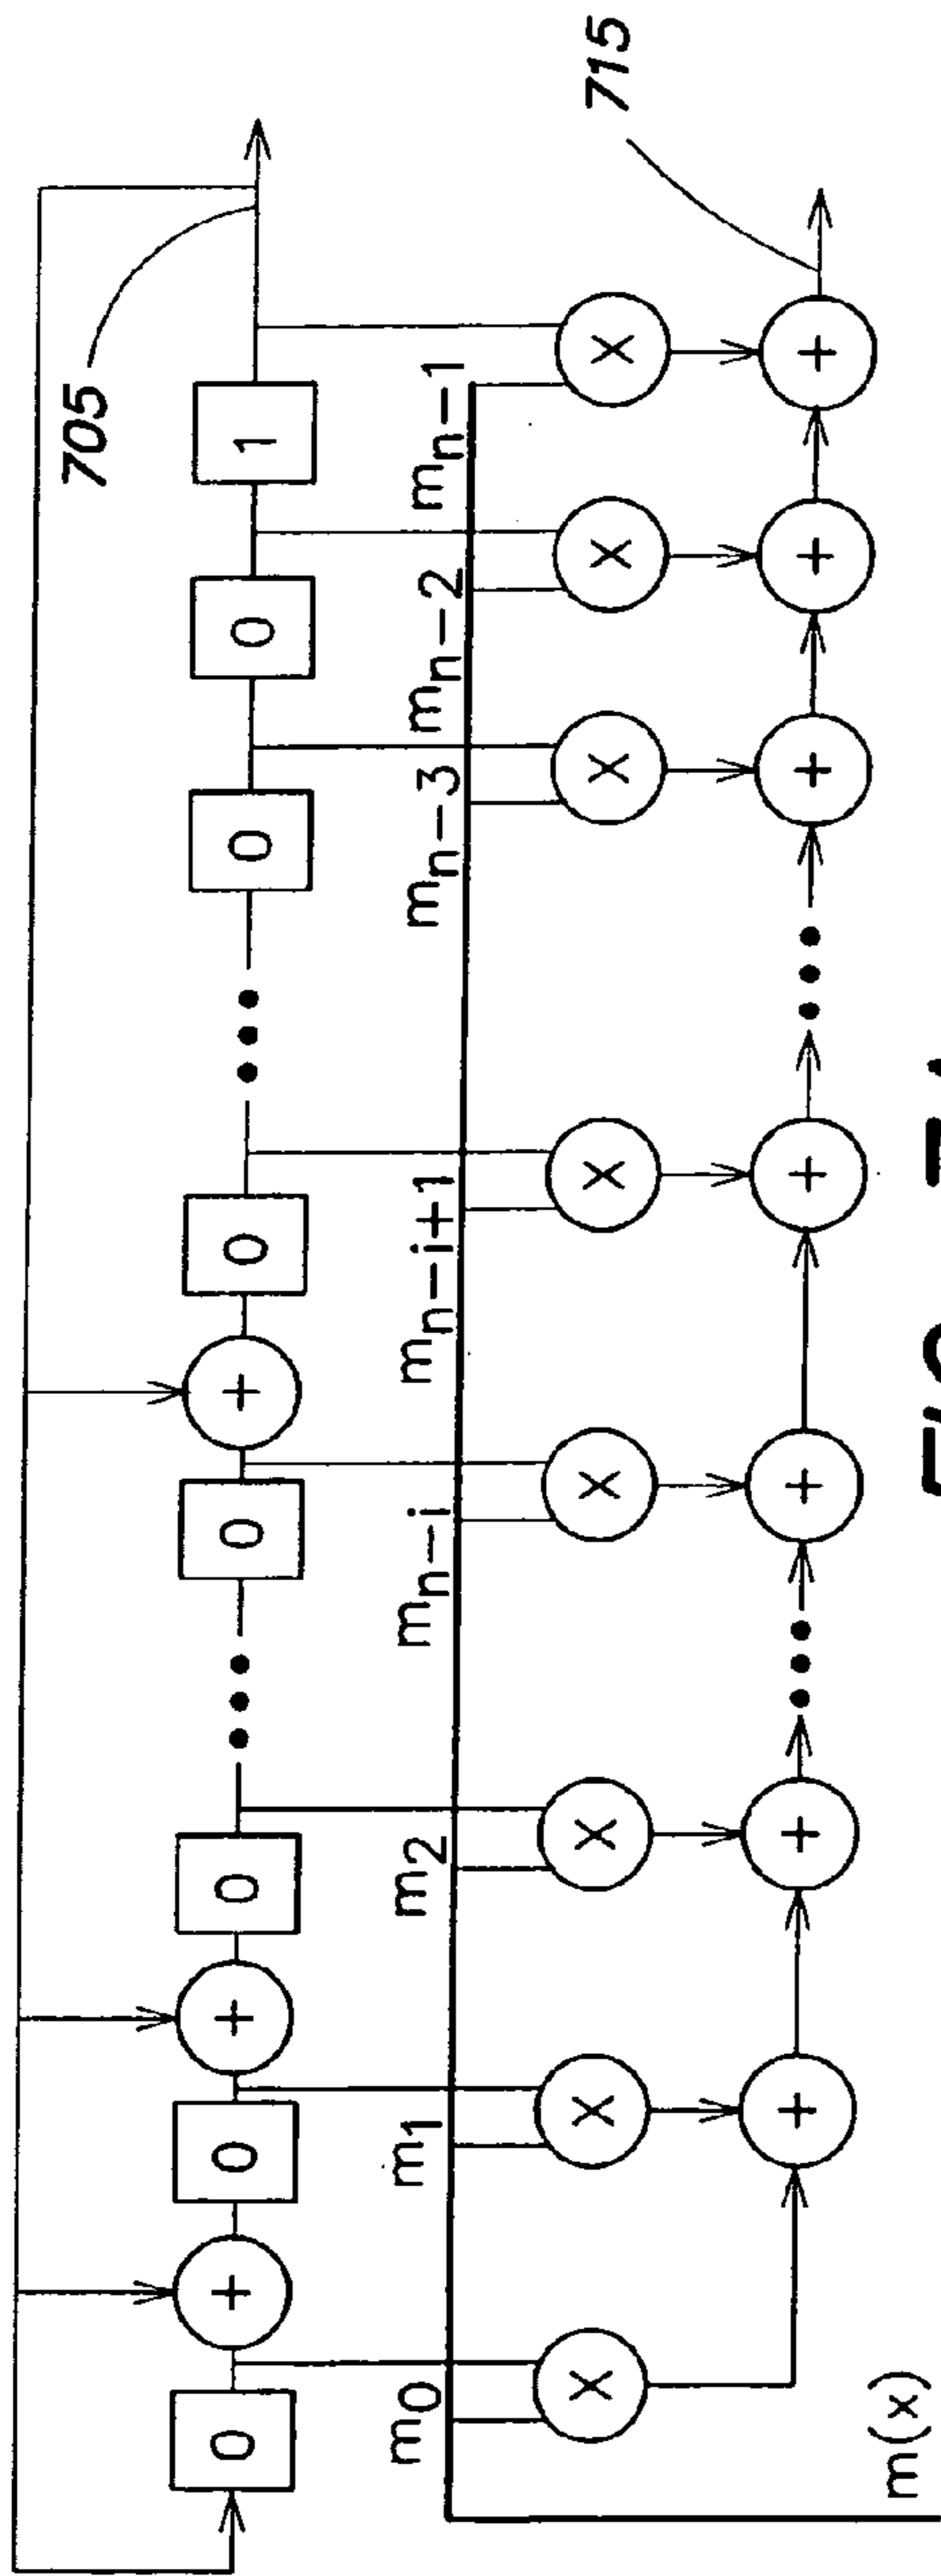 705
0 + 0 + 0 0 + 0 0 0 1
m0 m1 m2 mn-i mn-i+1 mn-3 mn-2 mn-1
715
X X X X X X X X
+ + + + + + +
m(x)